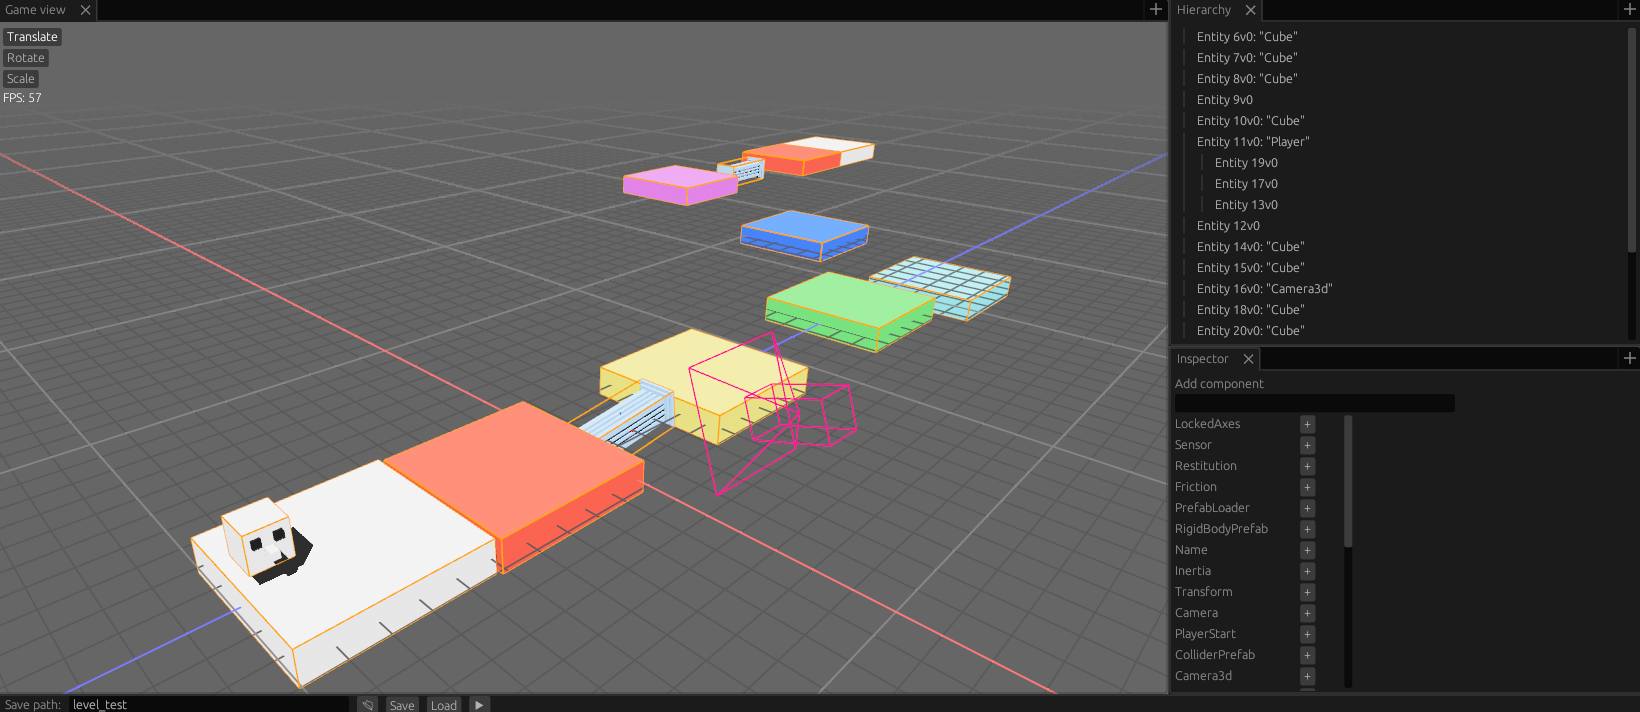 Game view
Translate
Rotate
Scale
FPS: 57
Hierarchy
Entity 6v0: "Cube"
Entity 7v0: "Cube"
Entity 8v0: "Cube"
Entity 9v0
Entity 10v0: "Cube"
Entity 11v0: "Player"
Entity 19v0
Entity 17v0
Entity 13v0
Entity 12v0
Entity 14v0: "Cube"
Entity 15v0: "Cube"
Entity 16v0: "Camera3d"
Entity 18v0: "Cube"
Entity 20v0: "Cube"
Inspector
Add component
LockedAxes +
Sensor +
Restitution +
Friction +
PrefabLoader +
RigidBodyPrefab +
Name +
Inertia +
Transform +
Camera +
PlayerStart +
ColliderPrefab +
Camera3d +
Save path: level_test Save Load